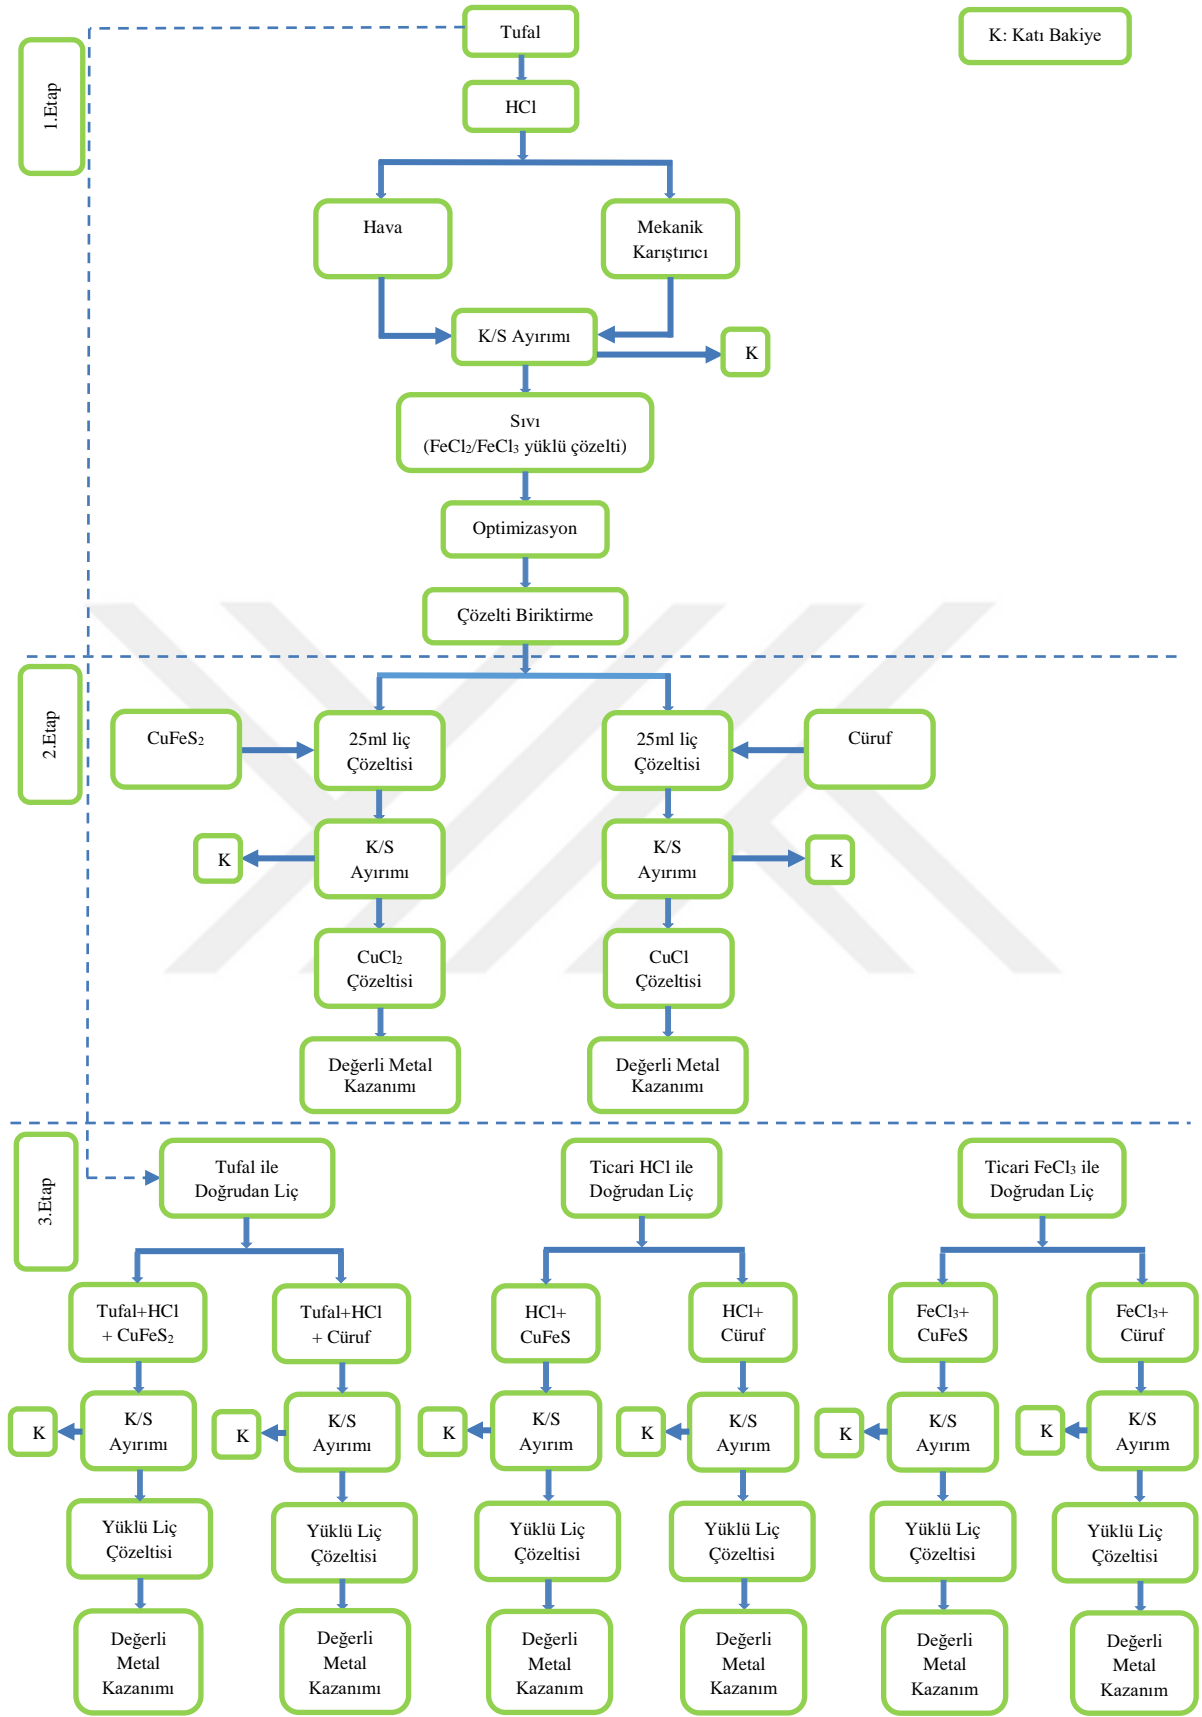 Tufal
K: Katı Bakiye
1.Etap
HCl
Hava
Mekanik
Karıştırıcı
K/S Ayırımı
K
Sıvı
(FeCl₂/FeCl₃ yüklü çözelti)
Optimizasyon
Çözelti Biriktirme
2.Etap
CuFeS₂
25ml liç
Çözeltisi
25ml liç
Çözeltisi
Cüruf
K
K/S
Ayırımı
K/S
Ayırımı
K
CuCl₂
Çözeltisi
CuCl
Çözeltisi
Değerli Metal
Kazanımı
Değerli Metal
Kazanımı
3.Etap
Tufal ile
Doğrudan Liç
Ticari HCl ile
Doğrudan Liç
Ticari FeCl₃ ile
Doğrudan Liç
Tufal+HCl
+ CuFeS₂
Tufal+HCl
+ Cüruf
HCl+
CuFeS
HCl+
Cüruf
FeCl₃+
CuFeS
FeCl₃+
Cüruf
K
K/S
Ayırımı
K
K/S
Ayırımı
K
K/S
Ayırım
K
K/S
Ayırım
K
K/S
Ayırım
K
K/S
Ayırım
Yüklü Liç
Çözeltisi
Yüklü Liç
Çözeltisi
Yüklü Liç
Çözeltisi
Yüklü Liç
Çözeltisi
Yüklü Liç
Çözeltisi
Yüklü Liç
Çözeltisi
Değerli
Metal
Kazanımı
Değerli
Metal
Kazanımı
Değerli
Metal
Kazanım
Değerli
Metal
Kazanım
Değerli
Metal
Kazanım
Değerli
Metal
Kazanım